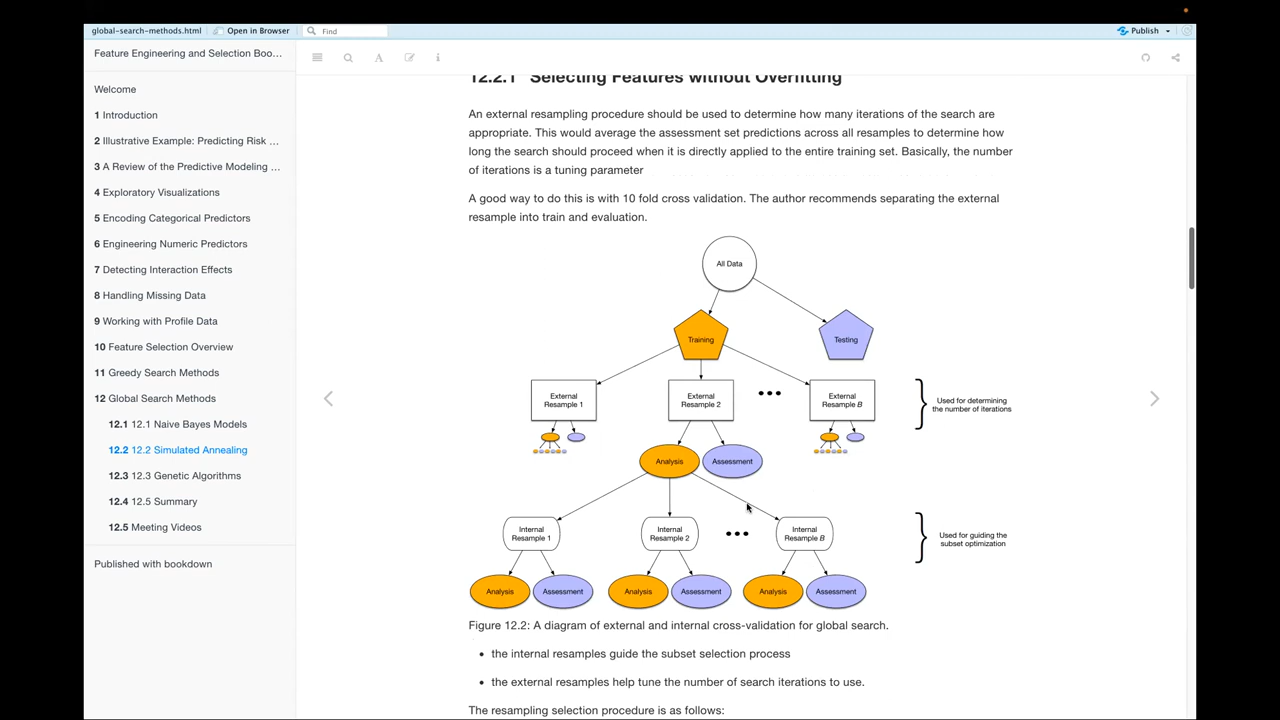 global-search-methods.html
Open in Browser
Find
Publish
Feature Engineering and Selection Boo...
Welcome
1 Introduction
2 Illustrative Example: Predicting Risk ...
3 A Review of the Predictive Modeling ...
4 Exploratory Visualizations
5 Encoding Categorical Predictors
6 Engineering Numeric Predictors
7 Detecting Interaction Effects
8 Handling Missing Data
9 Working with Profile Data
10 Feature Selection Overview
11 Greedy Search Methods
12 Global Search Methods
12.1 12.1 Naive Bayes Models
12.2 12.2 Simulated Annealing
12.3 12.3 Genetic Algorithms
12.4 12.5 Summary
12.5 Meeting Videos
Published with bookdown
12.2.1 Selecting Features without Overfitting
An external resampling procedure should be used to determine how many iterations of the search are
appropriate. This would average the assessment set predictions across all resamples to determine how
long the search should proceed when it is directly applied to the entire training set. Basically, the number
of iterations is a tuning parameter
A good way to do this is with 10 fold cross validation. The author recommends separating the external
resample into train and evaluation.
All Data
Training
Testing
External
Resample 1
External
Resample 2
External
Resample B
Used for determining
the number of iterations
Analysis
Assessment
Internal
Resample 1
Internal
Resample 2
Internal
Resample B
Used for guiding the
subset optimization
Analysis
Assessment
Analysis
Assessment
Analysis
Assessment
Figure 12.2: A diagram of external and internal cross-validation for global search.
• the internal resamples guide the subset selection process
• the external resamples help tune the number of search iterations to use.
The resampling selection procedure is as follows: